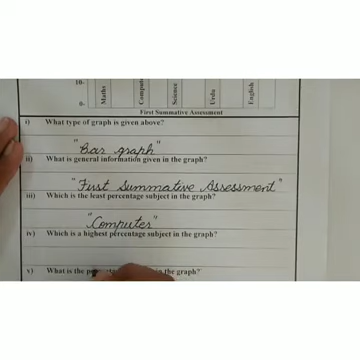 10-
0-
Maths
Compute
Science
Urdu
English
First Summative Assessment
i) What type of graph is given above?
"Bar graph"
ii) What is general information given in the graph?
"First Summative Assessment"
iii) Which is the least percentage subject in the graph?
"Computer"
iv) Which is a highest percentage subject in the graph?
v) What is the in the graph?